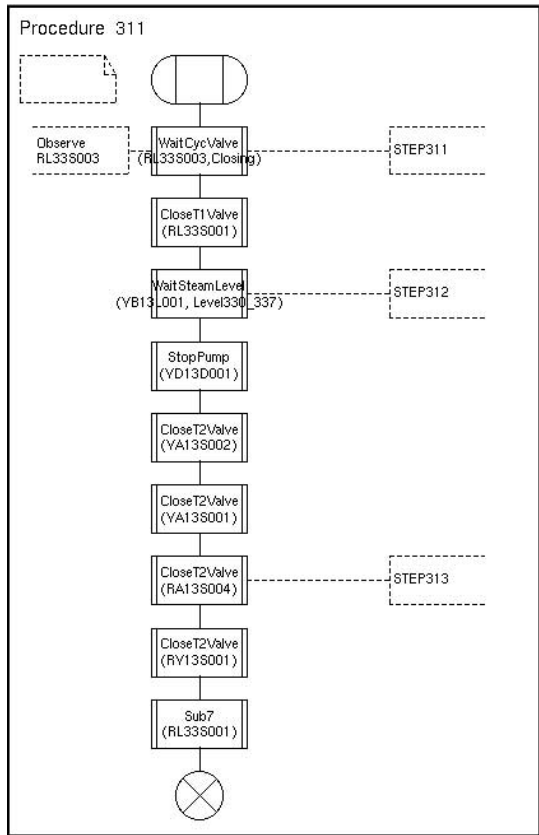 Procedure 311
Observe
RL33S003
WaitCycValve
(RL33S003,Closing)
STEP311
CloseT1Valve
(RL33S001)
WaitSteamLevel
(YB13_001, Level330_337)
STEP312
StopPump
(YD13D001)
CloseT2Valve
(YA13S002)
CloseT2Valve
(YA13S001)
CloseT2Valve
(RA13S004)
STEP313
CloseT2Valve
(RY13S001)
Sub7
(RL33S001)